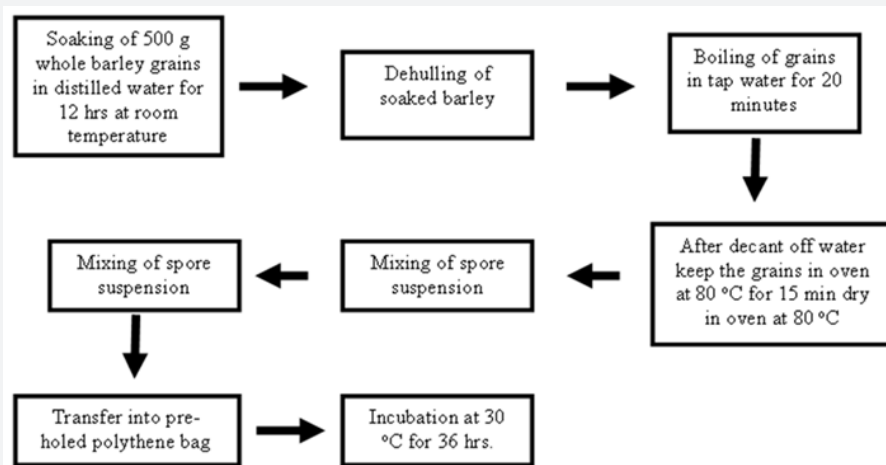 Soaking of 500 g
whole barley grains
in distilled water for
12 hrs at room
temperature
Dehulling of
soaked barley
Boiling of grains
in tap water for 20
minutes
After decant off water
keep the grains in oven
at 80 °C for 15 min dry
in oven at 80 °C
Mixing of spore
suspension
Mixing of spore
suspension
Transfer into pre-
holed polythene bag
Incubation at 30
°C for 36 hrs.